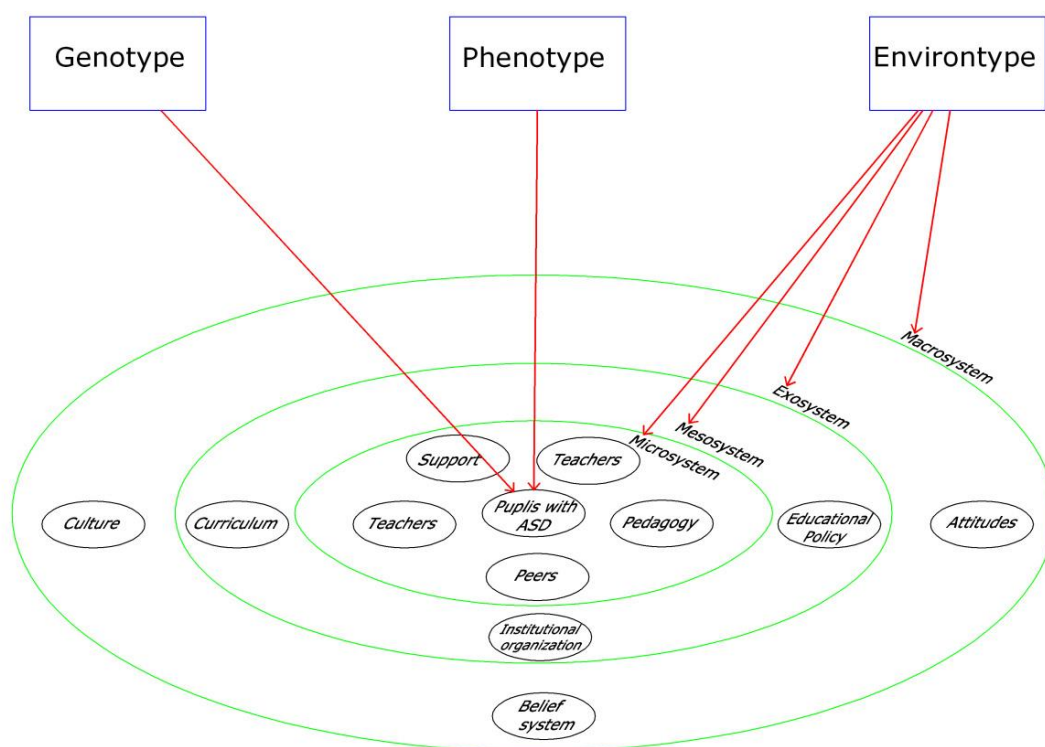 Genotype
Phenotype
Environtype
Macrosystem
Exosystem
Mesosystem
Microsystem
Support
Teachers
Culture
Curriculum
Teachers
Puplis with
ASD
Pedagogy
Educational
Policy
Attitudes
Peers
Institutional
organization
Belief
system